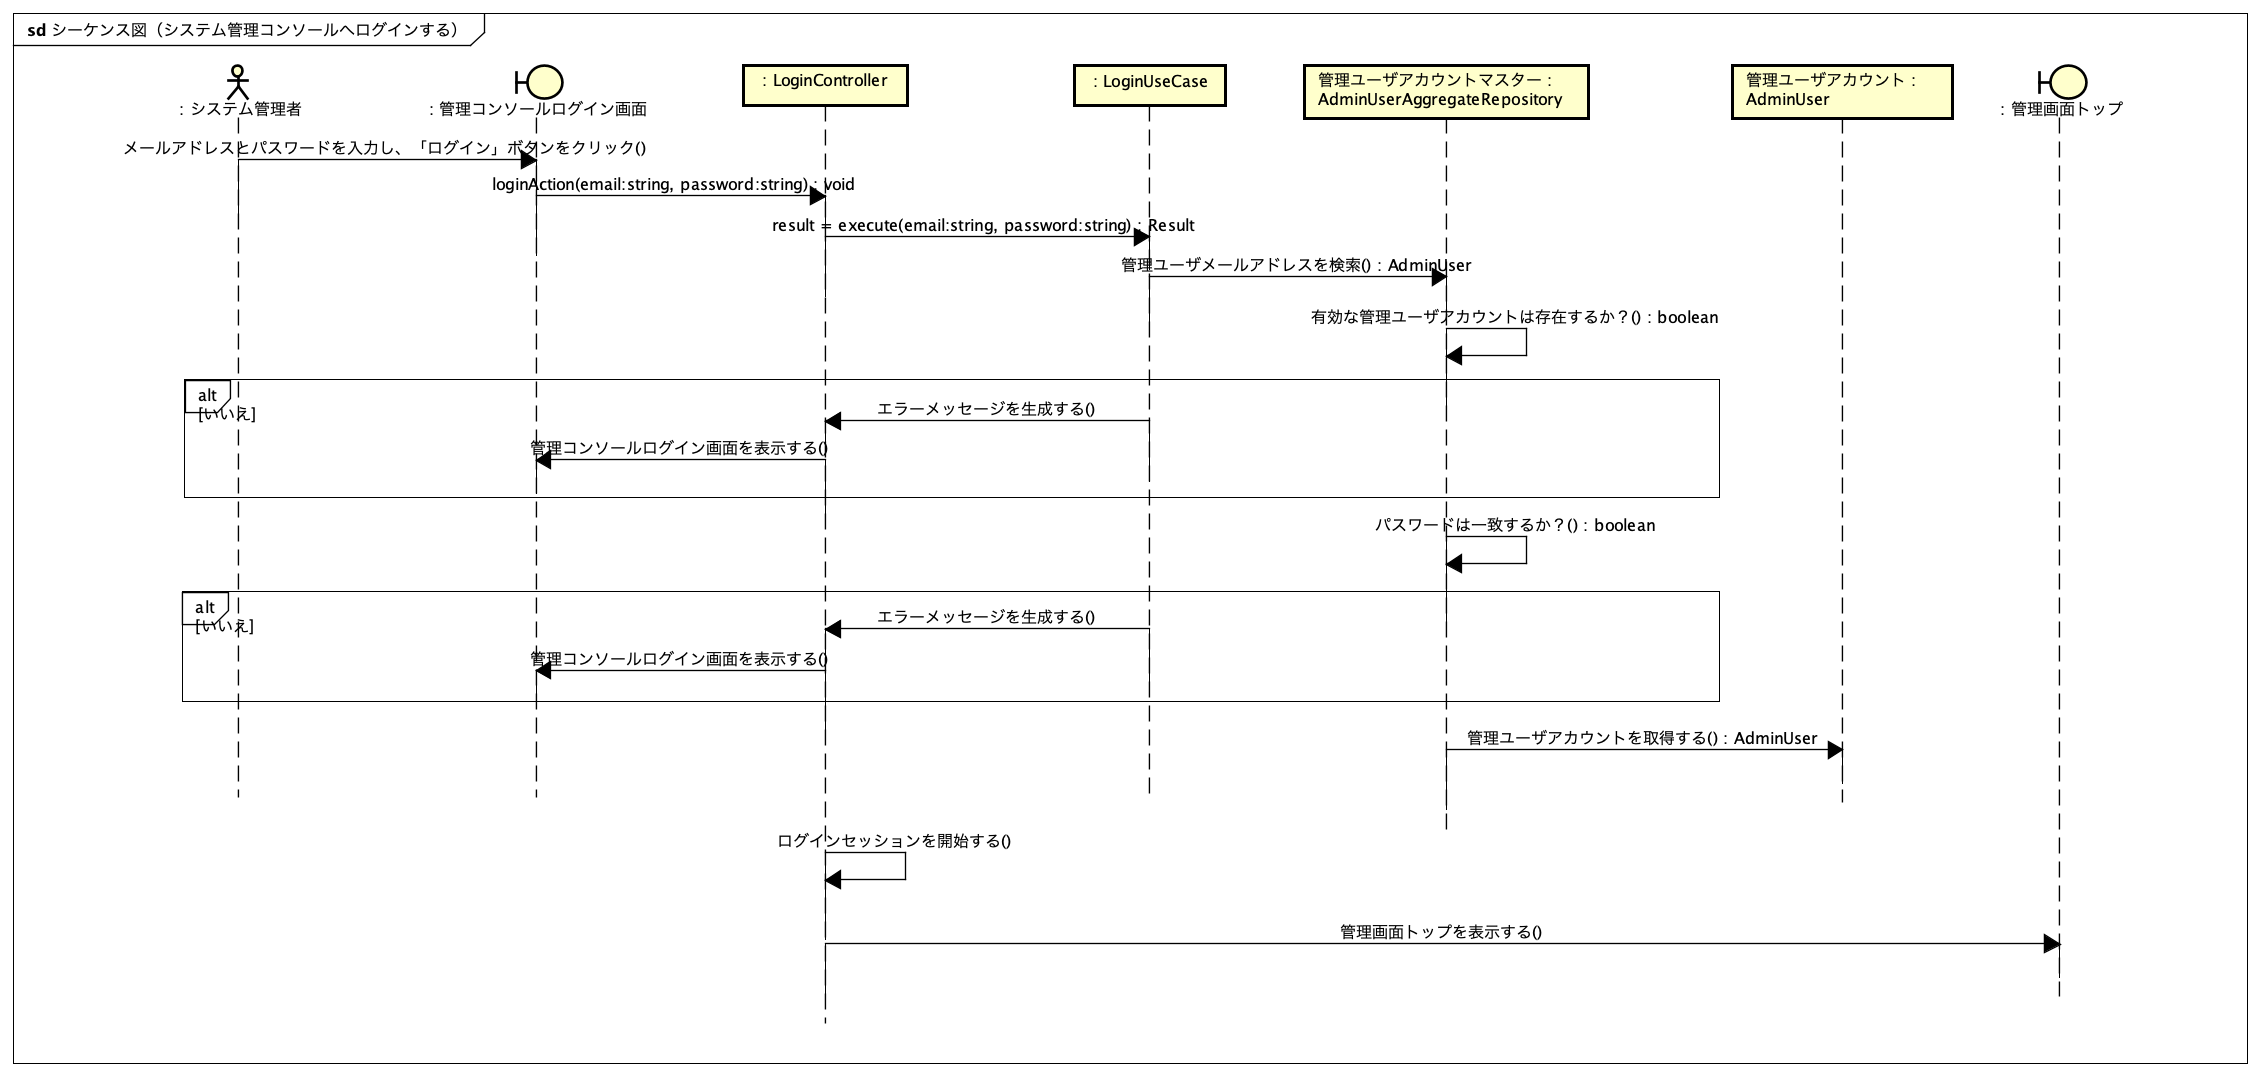 sd シーケンス図（システム管理コンソールへログインする）
: システム管理者
: 管理コンソールログイン画面
: LoginController
: LoginUseCase
管理ユーザアカウントマスター :
AdminUserAggregateRepository
管理ユーザアカウント :
AdminUser
: 管理画面トップ
メールアドレスとパスワードを入力し、「ログイン」ボタンをクリック()
loginAction(email:string, password:string) : void
result = execute(email:string, password:string) : Result
管理ユーザメールアドレスを検索() : AdminUser
有効な管理ユーザアカウントは存在するか？() : boolean
alt
[いいえ]
エラーメッセージを生成する()
管理コンソールログイン画面を表示する()
パスワードは一致するか？() : boolean
alt
[いいえ]
エラーメッセージを生成する()
管理コンソールログイン画面を表示する()
管理ユーザアカウントを取得する() : AdminUser
ログインセッションを開始する()
管理画面トップを表示する()